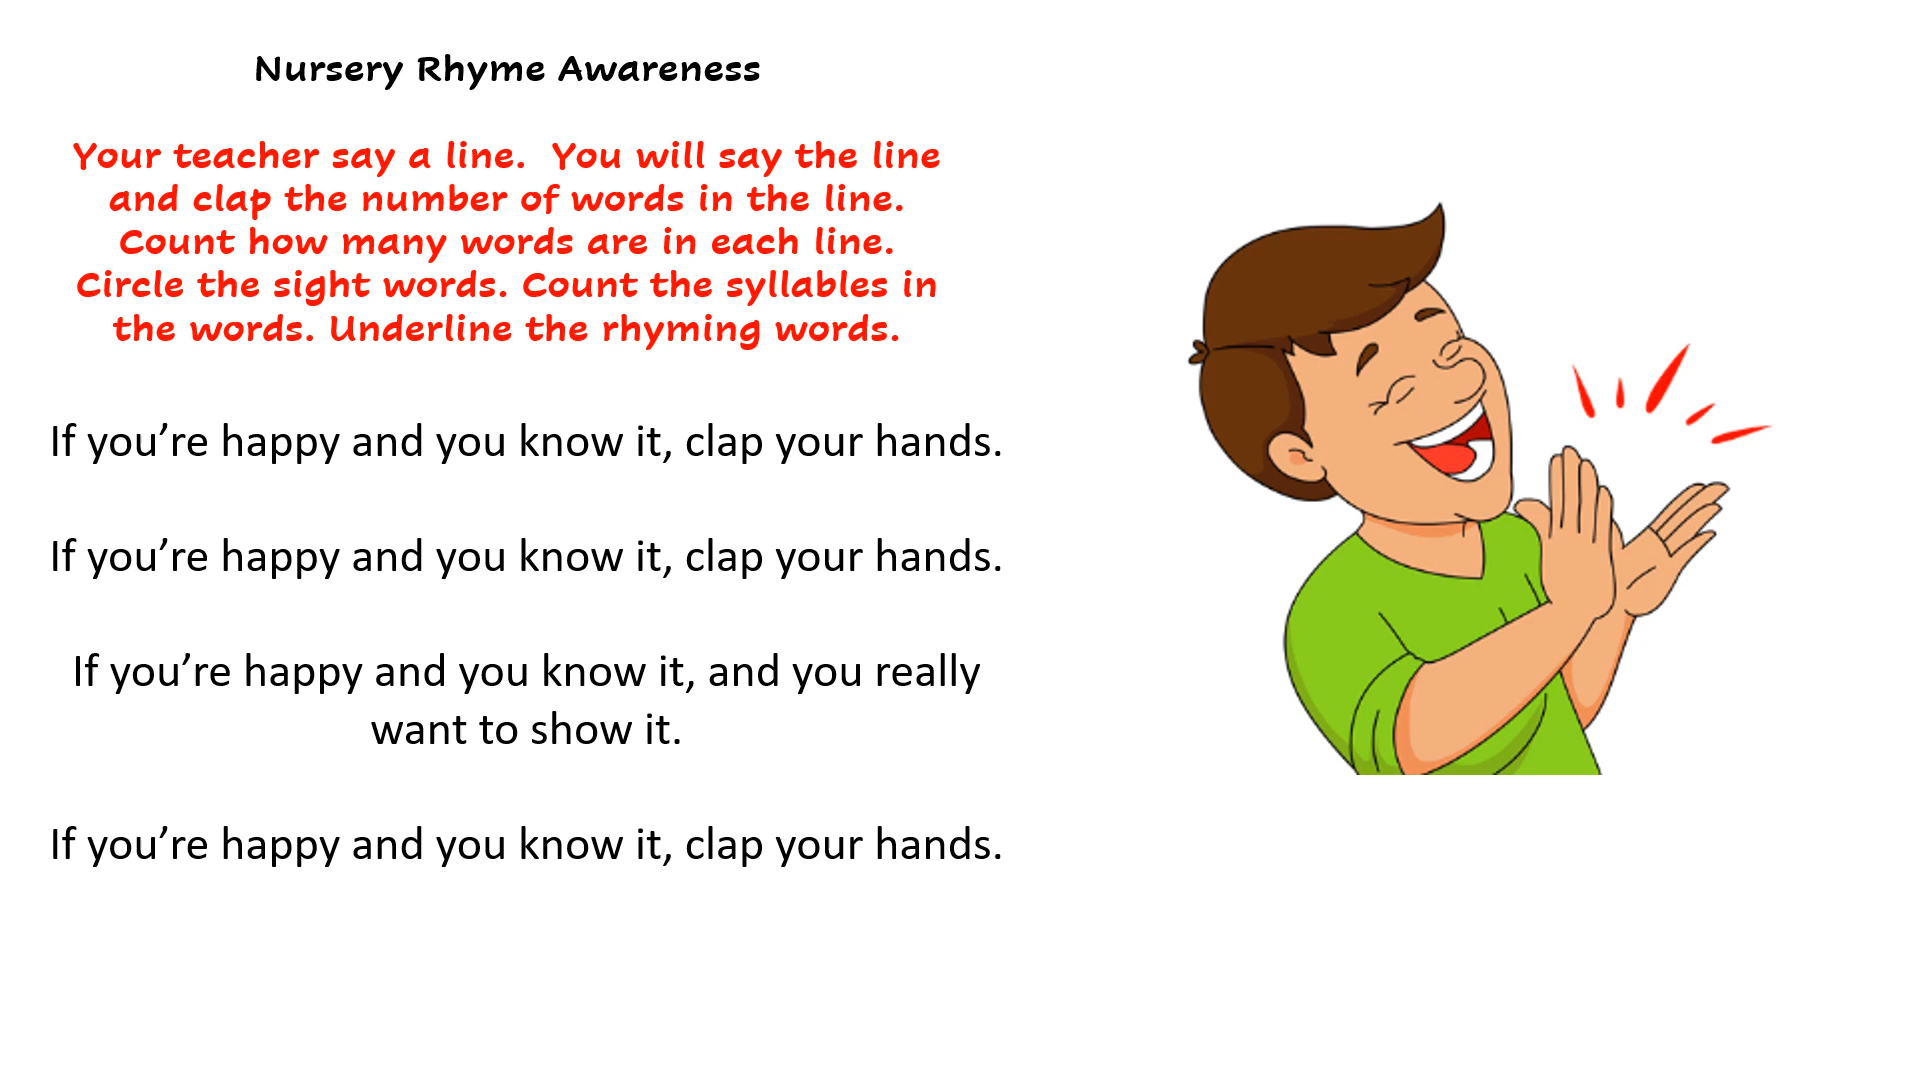 Nursery Rhyme Awareness
Your teacher say a line.  You will say the line
and clap the number of words in the line.
Count how many words are in each line.
Circle the sight words. Count the syllables in
the words. Underline the rhyming words.
If you’re happy and you know it, clap your hands.
If you’re happy and you know it, clap your hands.
If you’re happy and you know it, and you really
want to show it.
If you’re happy and you know it, clap your hands.